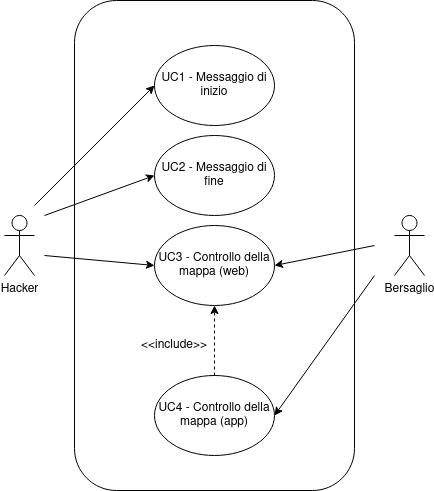 UC1 - Messaggio di
inizio
UC2 - Messaggio di
fine
UC3 - Controllo della
mappa (web)
Hacker
Bersaglio
<<include>>
UC4 - Controllo della
mappa (app)